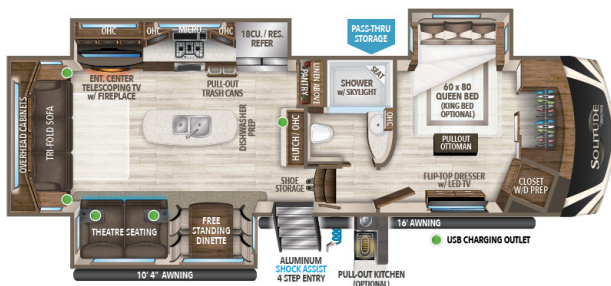 OHC
MICRO
OHC
18CU. / RES.
REFER
PASS-THRU
STORAGE
ENT. CENTER
TELESCOPING TV
w/ FIREPLACE
PULL-OUT
TRASH CANS
PANTRY
LINEN ABOVE
SHOWER
w/ SKYLIGHT
SEAT
60 x 80
QUEEN BED
(KING BED
OPTIONAL)
OVERHEAD CABINETS
TRI-FOLD SOFA
DISHWASHER
PREP
HUTCH / OHC
OHC
PULLOUT
OTTOMAN
SOLITUDE
SHOE
STORAGE
FLIP-TOP DRESSER
w/ LED TV
CLOSET
W/D PREP
THEATRE SEATING
FREE
STANDING
DINETTE
16' AWNING
USB CHARGING OUTLET
ALUMINUM
SHOCK ASSIST
4 STEP ENTRY
10' 4" AWNING
PULL-OUT KITCHEN
(OPTIONAL)